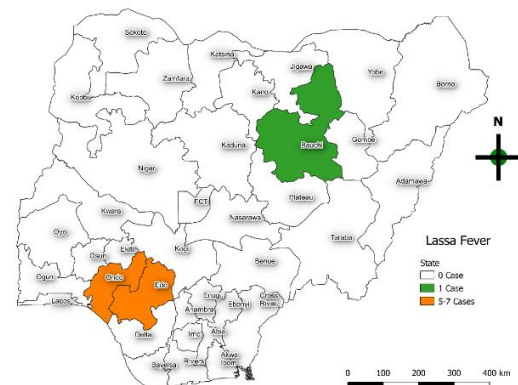 Sokoto
Katsina
Jigawa
Yobe
Borno
Zamfara
Kano
Kebbi
Kaduna
Bauchi
Gombe
N
Niger
Adamawa
Plateau
FCT
Kwara
Nasarawa
Oyo
Taraba
Lassa Fever
Ekiti
Kogi
Osun
Benue
State
0 Case
Ogun
Ondo
Edo
1 Case
Lagos
Enugu
Cross
River
5-7 Cases
Anambra
Ebonyi
Delta
Imo
Abia
Bayelsa
Rivers
Akwa
Ibom
0 100 200 300 400 km